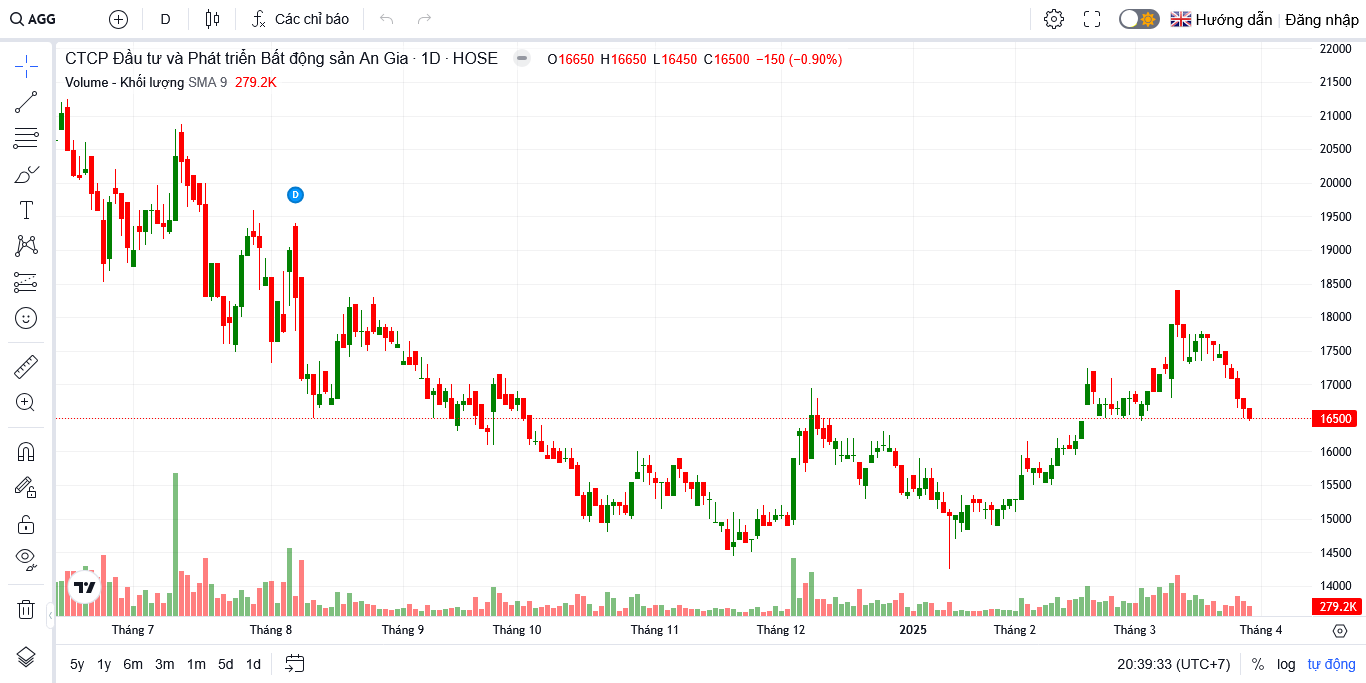 AGG D Các chỉ báo Hướng dẫn Đăng nhập
CTCP Đầu tư và Phát triển Bất động sản An Gia · 1D · HOSE O16650 H16650 L16450 C16500 −150 (−0.90%)
Volume - Khối lượng SMA 9 279.2K
D
22000
21500
21000
20500
20000
19500
19000
18500
18000
17500
17000
16500
16000
15500
15000
14500
14000
279.2K
Tháng 7 Tháng 8 Tháng 9 Tháng 10 Tháng 11 Tháng 12 2025 Tháng 2 Tháng 3 Tháng 4
5y 1y 6m 3m 1m 5d 1d 20:39:33 (UTC+7) % log tự động